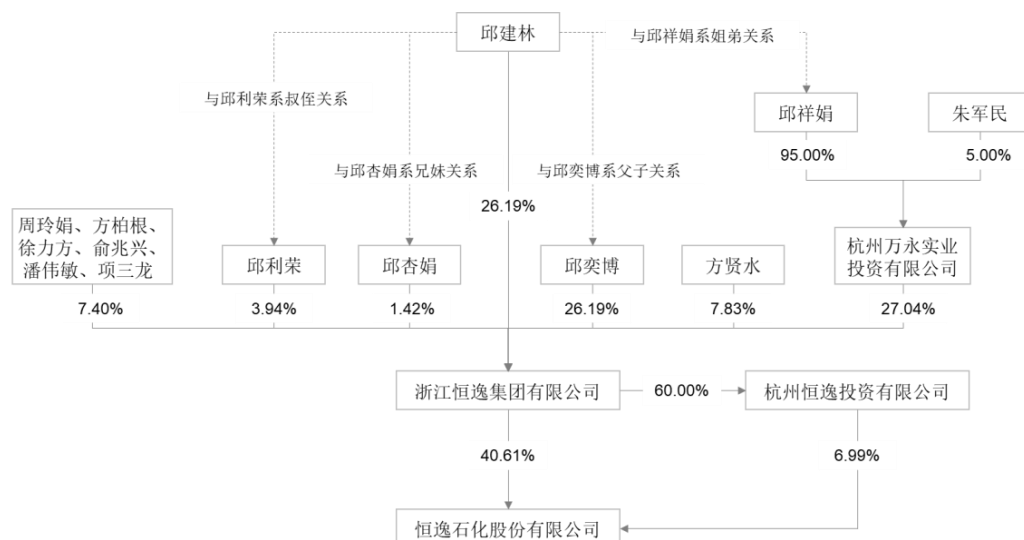 邱建林
与邱祥娟系姐弟关系
与邱利荣系叔侄关系
邱祥娟
朱军民
95.00%
5.00%
与邱杏娟系兄妹关系
与邱奕博系父子关系
26.19%
周玲娟、方柏根、
徐力方、俞兆兴、
潘伟敏、项三龙
邱利荣
邱杏娟
邱奕博
方贤水
杭州万永实业
投资有限公司
7.40%
3.94%
1.42%
26.19%
7.83%
27.04%
浙江恒逸集团有限公司
60.00%
杭州恒逸投资有限公司
40.61%
6.99%
恒逸石化股份有限公司